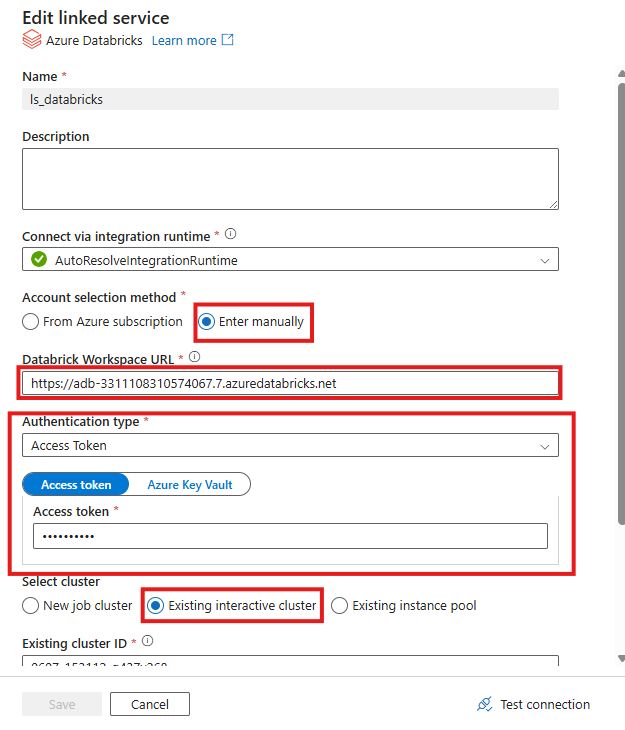 Edit linked service
Azure Databricks Learn more
Name *
ls_databricks
Description
Connect via integration runtime *
AutoResolveIntegrationRuntime
Account selection method *
From Azure subscription Enter manually
Databrick Workspace URL *
https://adb-3311108310574067.7.azuredatabricks.net
Authentication type *
Access Token
Access token Azure Key Vault
Access token *
••••••••••
Select cluster
New job cluster Existing interactive cluster Existing instance pool
Existing cluster ID *
Save Cancel Test connection